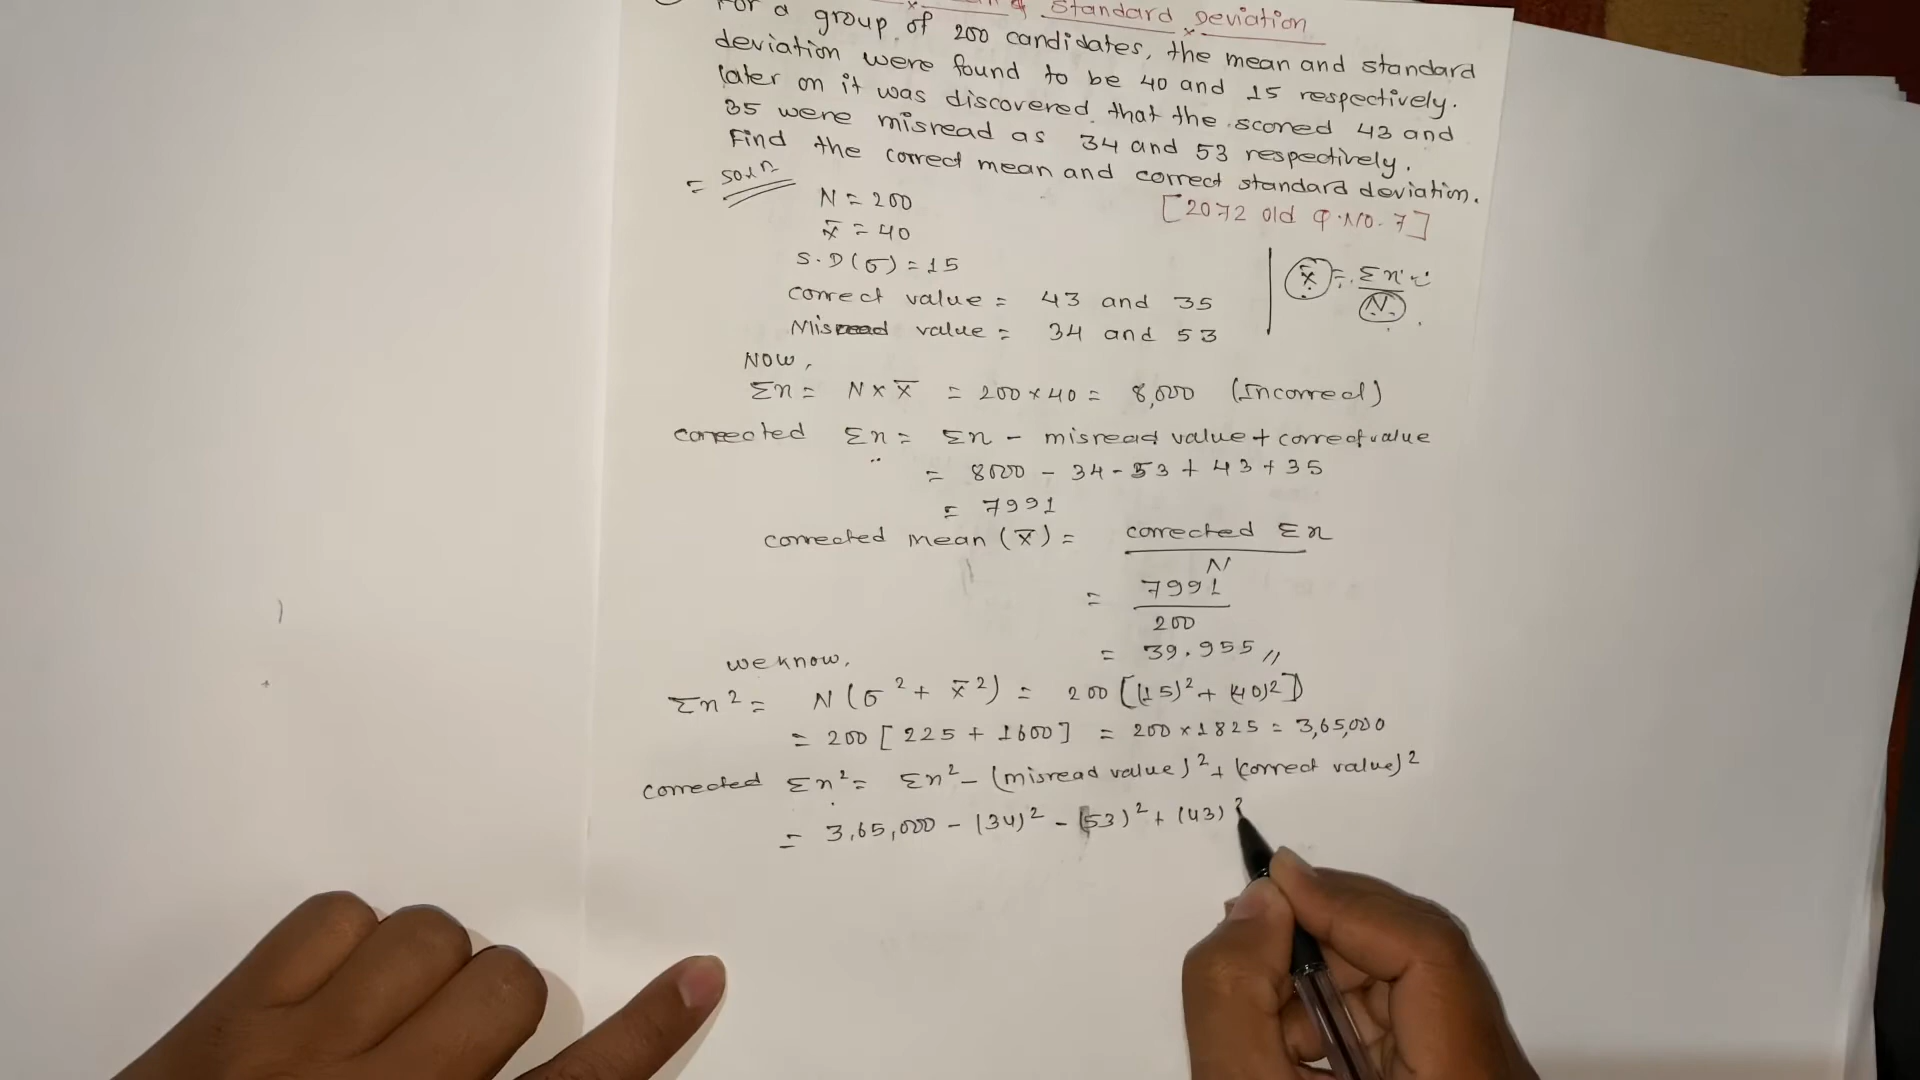 Standard Deviation
For a group of 200 candidates, the mean and standard
deviation were found to be 40 and 15 respectively.
later on it was discovered that the scored 43 and
35 were misread as 34 and 53 respectively.
Find the correct mean and correct standard deviation.
= Soln
[2072 old Q.NO.7]
N = 200
x̄ = 40
S.D(σ) = 15
x̄ = Σx / N
correct value = 43 and 35
Misread value = 34 and 53
NOW,
Σx = N × x̄ = 200 × 40 = 8,000 (Incorrect)
corrected Σx = Σx - misread value + correct value
= 8000 - 34 - 53 + 43 + 35
= 7991
corrected mean (x̄) = corrected Σx / N
= 7991 / 200
= 39.955 //
we know,
Σx² = N (σ² + x̄²) = 200 [(15)² + (40)²]
= 200 [225 + 1600] = 200 × 1825 = 3,65,000
corrected Σx² = Σx² - (misread value)² + (correct value)²
= 3,65,000 - (34)² - (53)² + (43)²